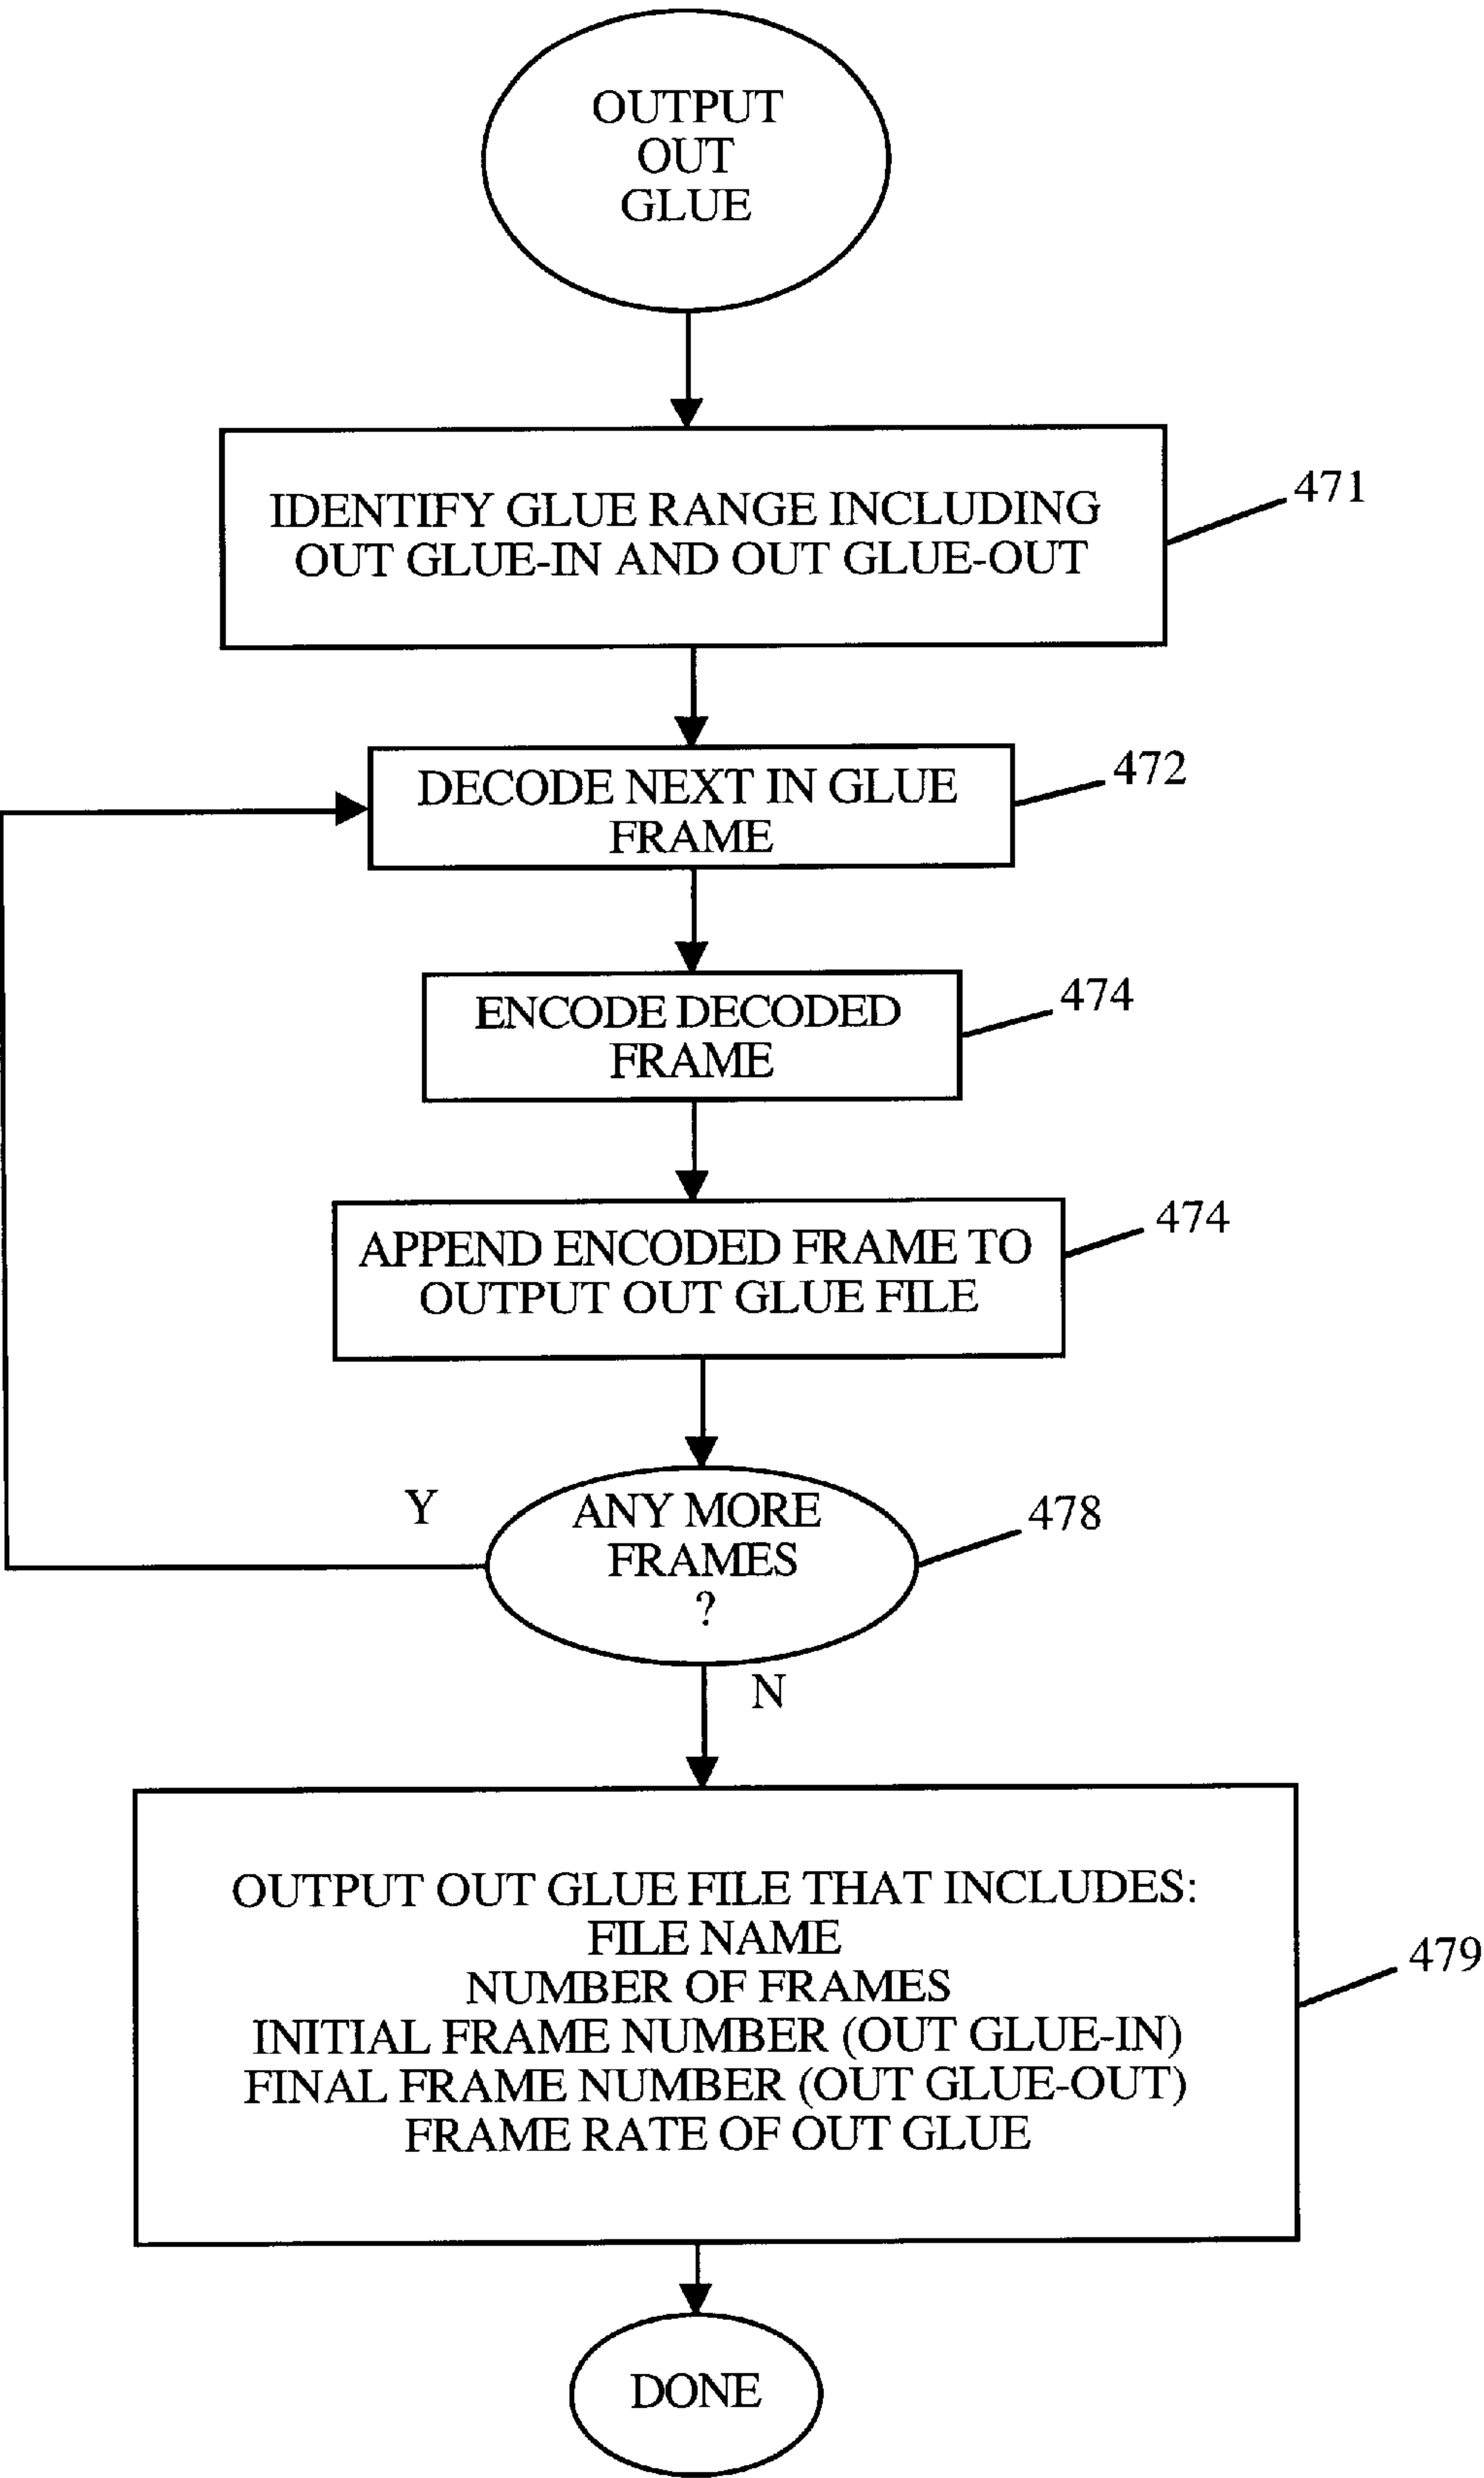 OUTPUT
OUT
GLUE
IDENTIFY GLUE RANGE INCLUDING
OUT GLUE-IN AND OUT GLUE-OUT
471
DECODE NEXT IN GLUE
FRAME
472
ENCODE DECODED
FRAME
474
APPEND ENCODED FRAME TO
OUTPUT OUT GLUE FILE
474
Y
ANY MORE
FRAMES
?
478
N
OUTPUT OUT GLUE FILE THAT INCLUDES:
FILE NAME
NUMBER OF FRAMES
INITIAL FRAME NUMBER (OUT GLUE-IN)
FINAL FRAME NUMBER (OUT GLUE-OUT)
FRAME RATE OF OUT GLUE
479
DONE